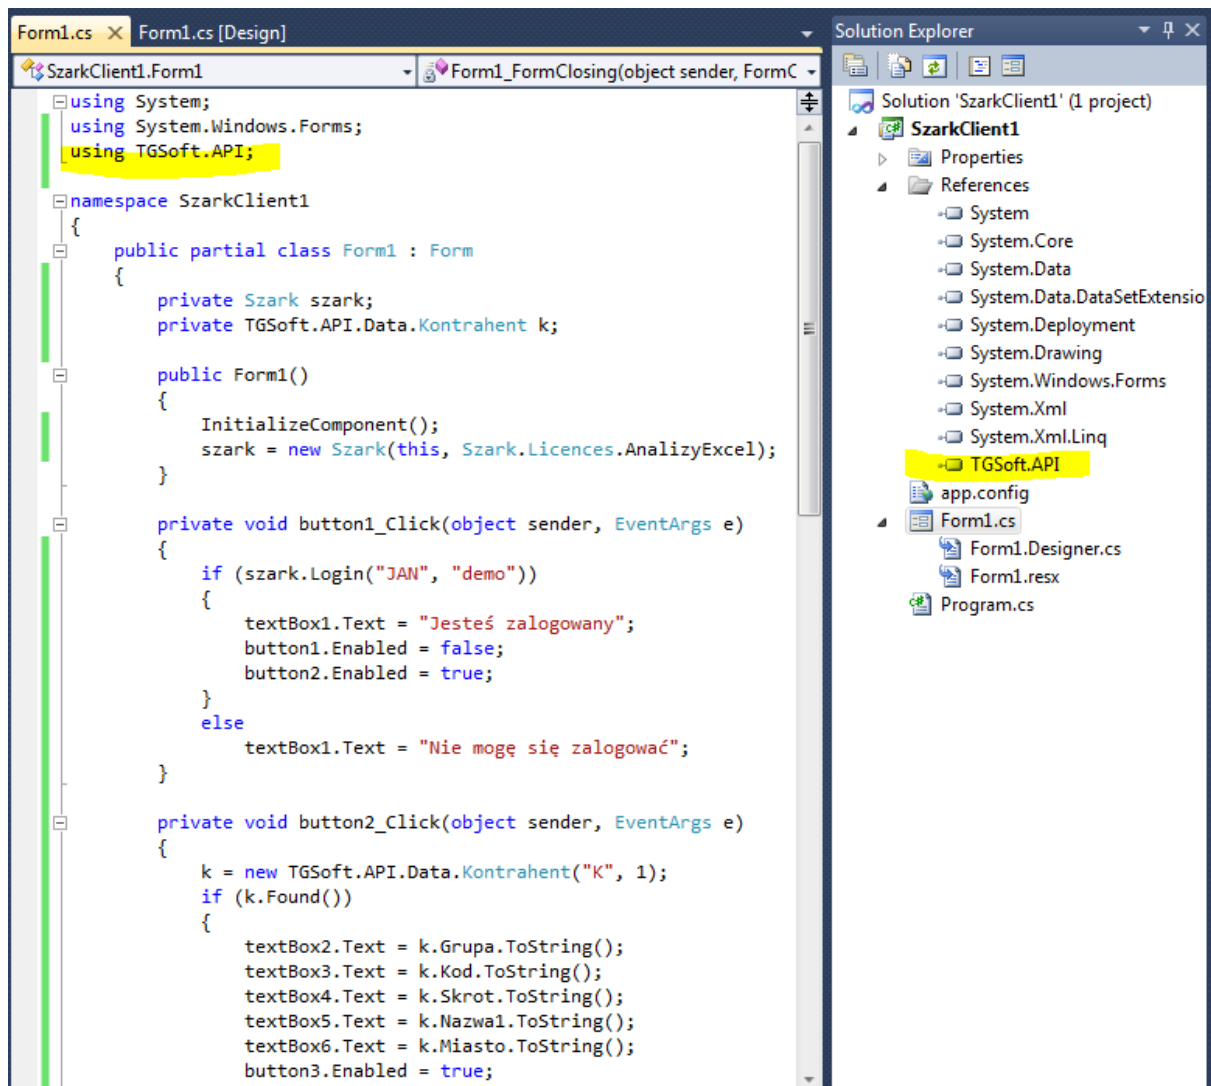 Form1.cs Form1.cs [Design]
SzarkClient1.Form1 Form1_FormClosing(object sender, FormC
using System;
using System.Windows.Forms;
using TGSoft.API;
namespace SzarkClient1
{
public partial class Form1 : Form
{
private Szark szark;
private TGSoft.API.Data.Kontrahent k;
public Form1()
{
InitializeComponent();
szark = new Szark(this, Szark.Licences.AnalizyExcel);
}
private void button1_Click(object sender, EventArgs e)
{
if (szark.Login("JAN", "demo"))
{
textBox1.Text = "Jesteś zalogowany";
button1.Enabled = false;
button2.Enabled = true;
}
else
textBox1.Text = "Nie mogę się zalogować";
}
private void button2_Click(object sender, EventArgs e)
{
k = new TGSoft.API.Data.Kontrahent("K", 1);
if (k.Found())
{
textBox2.Text = k.Grupa.ToString();
textBox3.Text = k.Kod.ToString();
textBox4.Text = k.Skrot.ToString();
textBox5.Text = k.Nazwa1.ToString();
textBox6.Text = k.Miasto.ToString();
button3.Enabled = true;
Solution Explorer
Solution 'SzarkClient1' (1 project)
SzarkClient1
Properties
References
System
System.Core
System.Data
System.Data.DataSetExtensio
System.Deployment
System.Drawing
System.Windows.Forms
System.Xml
System.Xml.Linq
TGSoft.API
app.config
Form1.cs
Form1.Designer.cs
Form1.resx
Program.cs